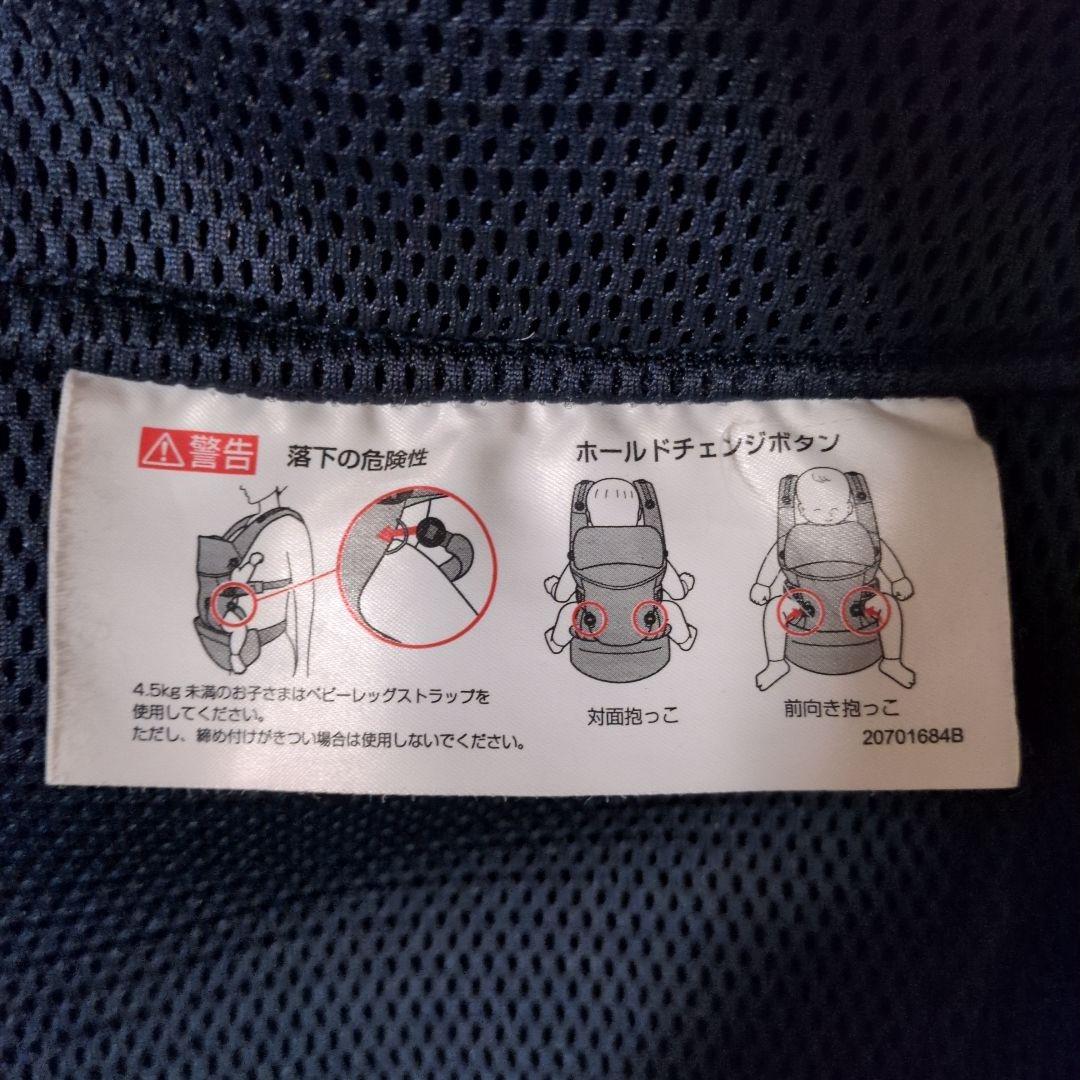 警告 落下の危険性
4.5kg 未満のお子さまはベビーレッグストラップを
使用してください。
ただし、締め付けがきつい場合は使用しないでください。
ホールドチェンジボタン
対面抱っこ
前向き抱っこ
20701684B